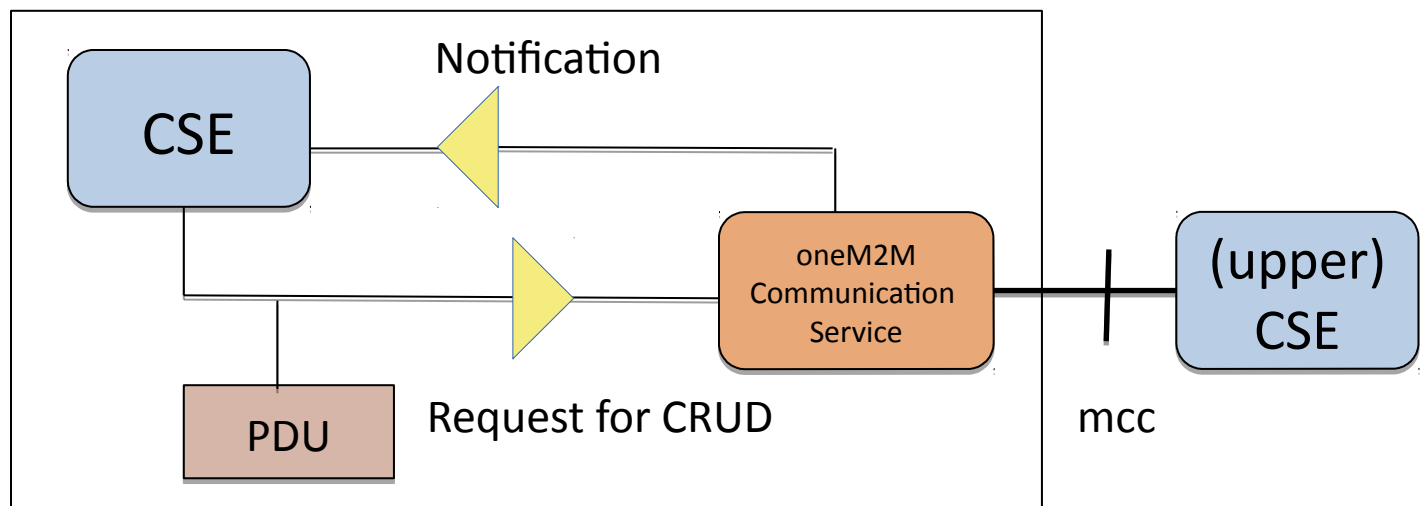 Notification
CSE
oneM2M
Communication
Service
(upper)
CSE
Request for CRUD
mcc
PDU